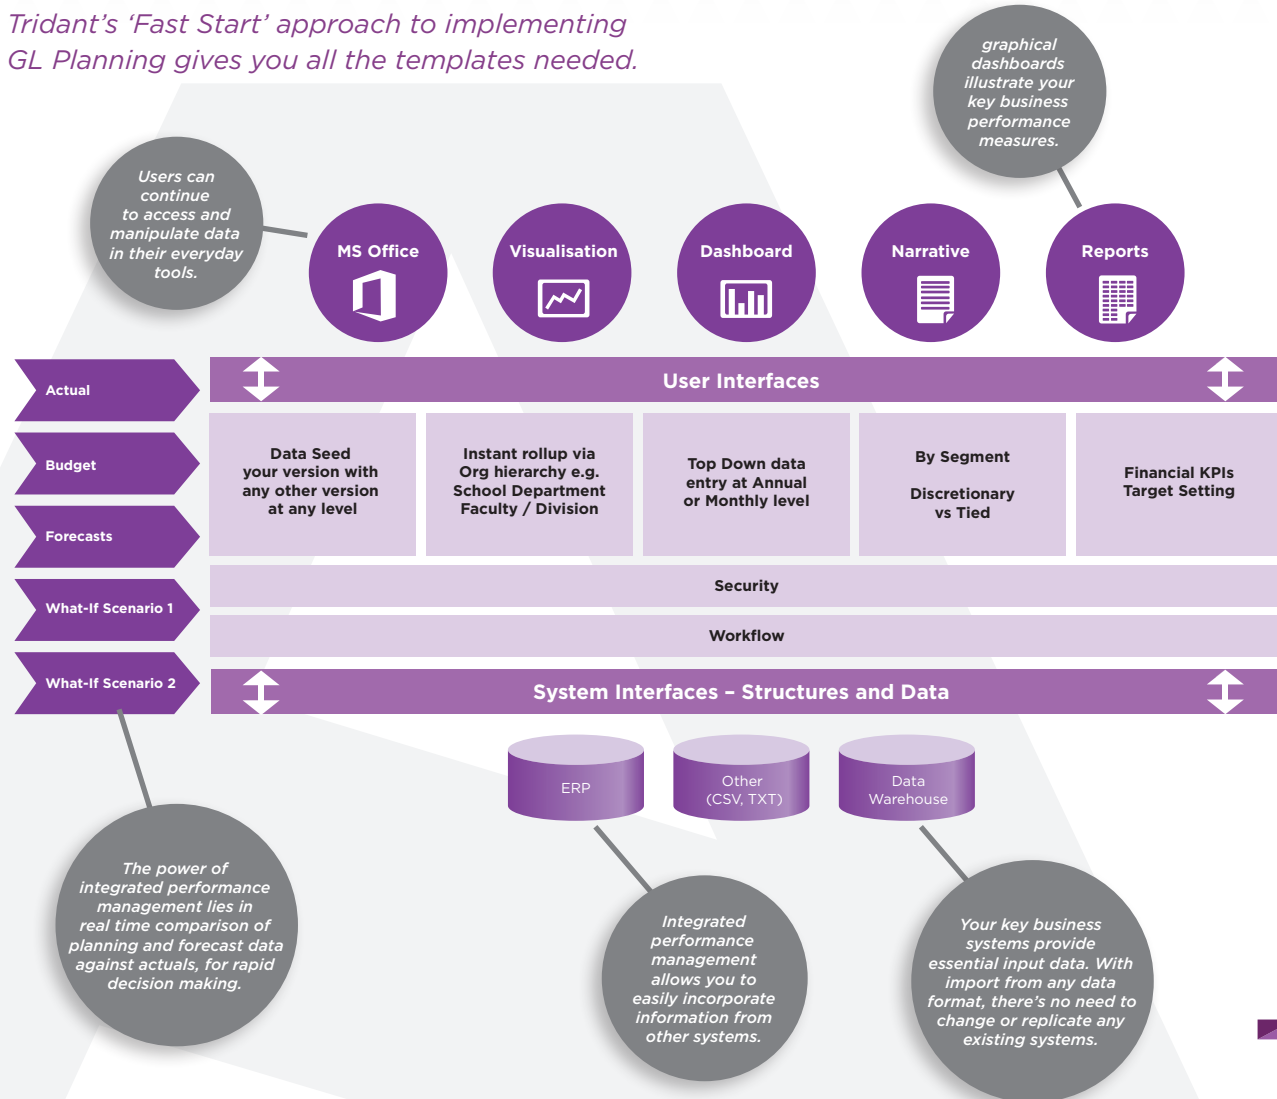 Tridant’s ‘Fast Start’ approach to implementing
GL Planning gives you all the templates needed.
graphical
dashboards
illustrate your
key business
performance
measures.
Users can
continue
to access and
manipulate data
in their everyday
tools.
MS Office
Visualisation
Dashboard
Narrative
Reports
Actual
Budget
Forecasts
What-If Scenario 1
What-If Scenario 2
User Interfaces
Data Seed
your version with
any other version
at any level
Instant rollup via
Org hierarchy e.g.
School Department
Faculty / Division
Top Down data
entry at Annual
or Monthly level
By Segment
Discretionary
vs Tied
Financial KPIs
Target Setting
Security
Workflow
System Interfaces – Structures and Data
ERP
Other
(CSV, TXT)
Data
Warehouse
The power of
integrated performance
management lies in
real time comparison of
planning and forecast data
against actuals, for rapid
decision making.
Integrated
performance
management
allows you to
easily incorporate
information from
other systems.
Your key business
systems provide
essential input data. With
import from any data
format, there’s no need to
change or replicate any
existing systems.